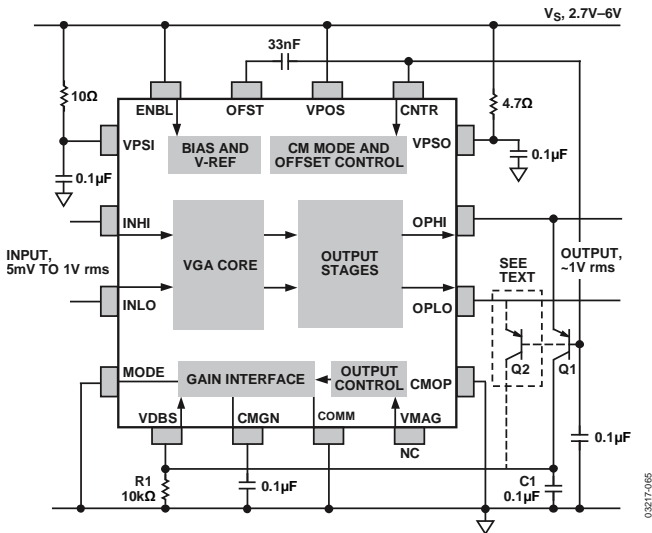 V_S, 2.7V–6V
33nF
10Ω
4.7Ω
ENBL
OFST
VPOS
CNTR
VPSI
BIAS AND
V-REF
CM MODE AND
OFFSET CONTROL
VPSO
0.1µF
0.1µF
INHI
OPHI
INPUT,
5mV TO 1V rms
VGA CORE
OUTPUT
STAGES
SEE
TEXT
OUTPUT,
~1V rms
INLO
OPLO
Q2
Q1
MODE
GAIN INTERFACE
OUTPUT
CONTROL
CMOP
VDBS
CMGN
COMM
VMAG
NC
0.1µF
R1
10kΩ
0.1µF
C1
0.1µF
03217-065